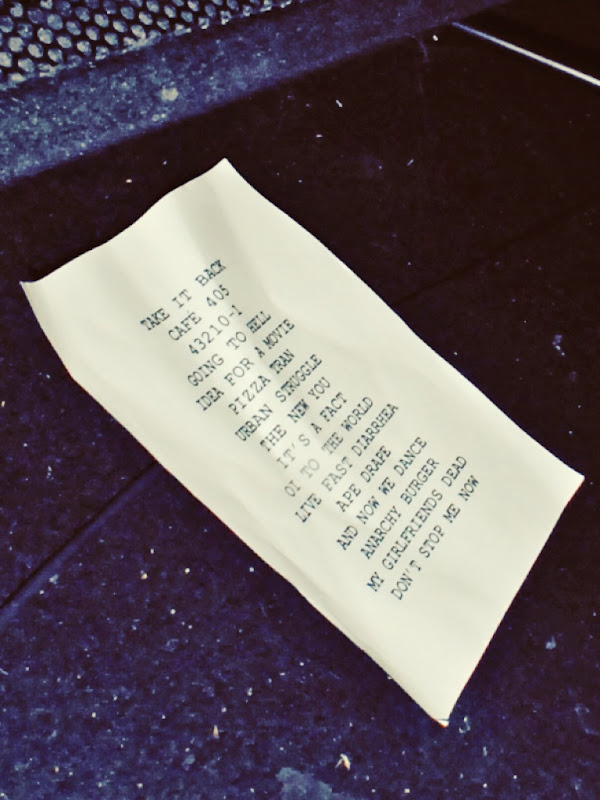 TAKE IT BACK
CAFÉ 405
43210-1
GOING TO HELL
IDEA FOR A MOVIE
PIZZA TRAN
URBAN STRUGGLE
THE NEW YOU
IT'S A FACT
OI TO THE WORLD
LIVE FAST DIARRHEA
APE DRAPE
AND NOW WE DANCE
ANARCHY BURGER
MY GIRLFRIENDS DEAD
DON'T STOP ME NOW